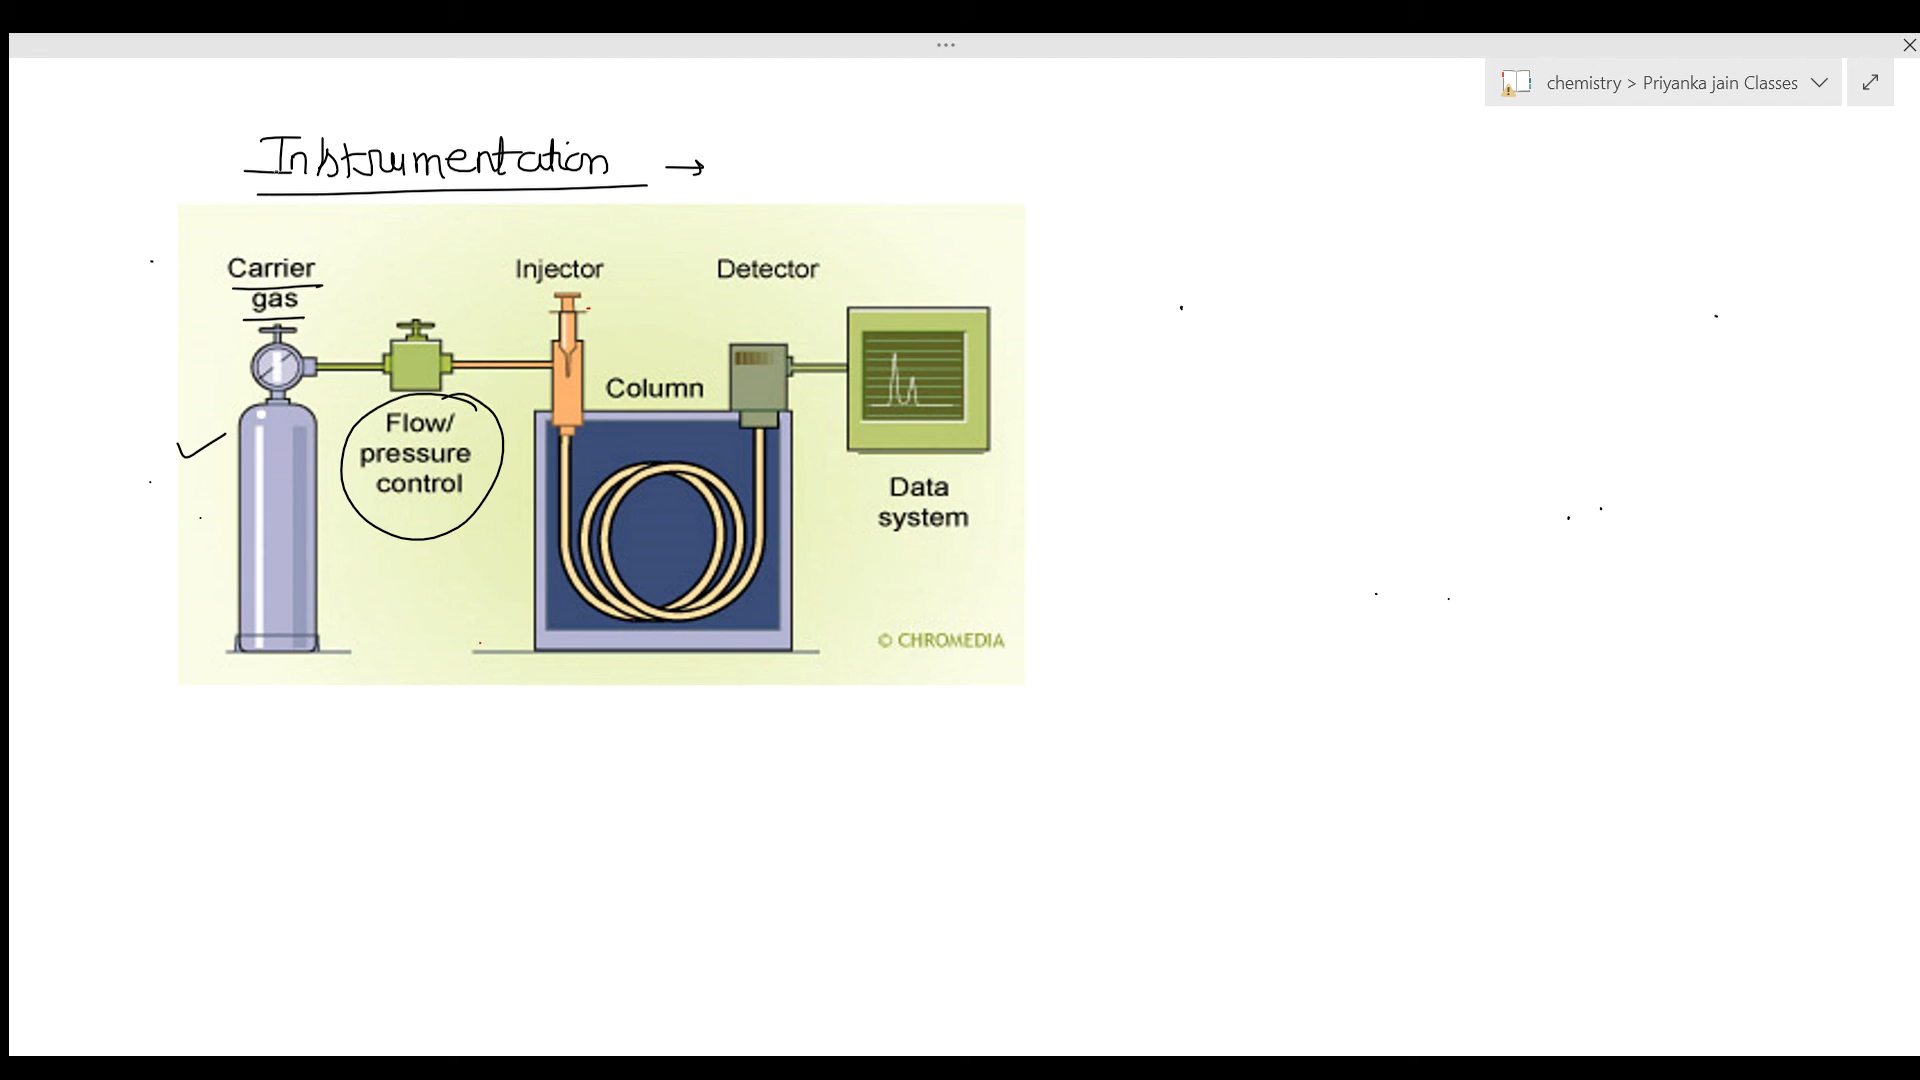 chemistry > Priyanka jain Classes
Instrumentation →
Carrier
gas
Injector
Detector
Column
Flow/
pressure
control
Data
system
© CHROMEDIA